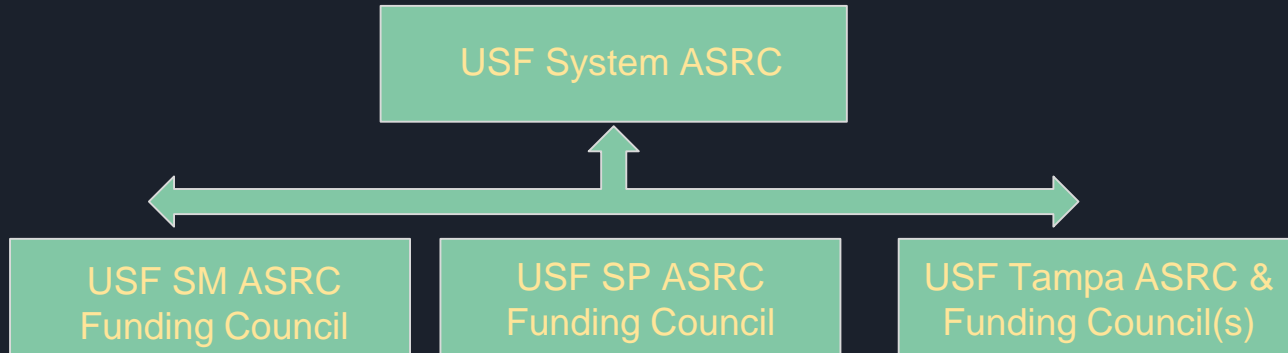 USF System ASRC
USF SM ASRC
Funding Council
USF SP ASRC
Funding Council
USF Tampa ASRC &
Funding Council(s)